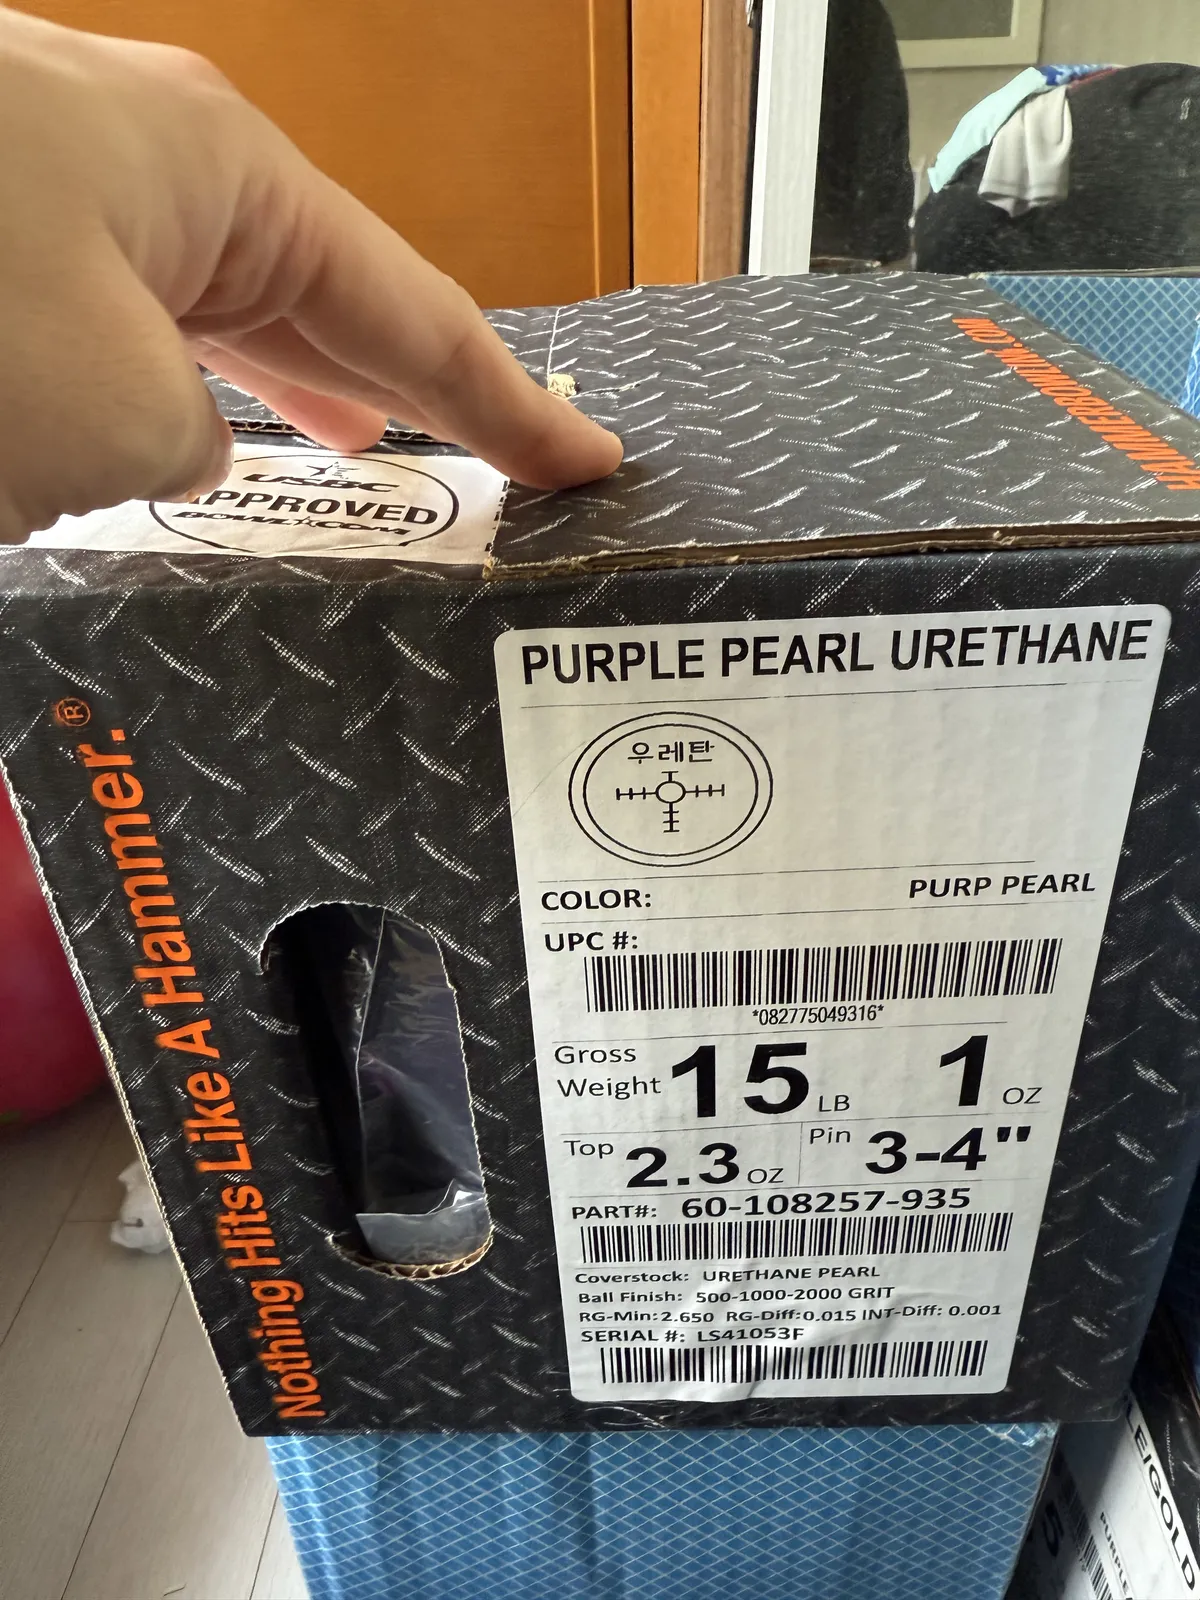 HAMMERBOWLING.COM
USBC
APPROVED
BOWL.COM
Nothing Hits Like A Hammer.®
PURPLE PEARL URETHANE
우레탄
COLOR: PURP PEARL
UPC #:
*082775049316*
Gross Weight 15 LB 1 OZ
Top 2.3 OZ Pin 3-4"
PART#: 60-108257-935
Coverstock: URETHANE PEARL
Ball Finish: 500-1000-2000 GRIT
RG-Min:2.650 RG-Diff:0.015 INT-Diff: 0.001
SERIAL #: LS41053F